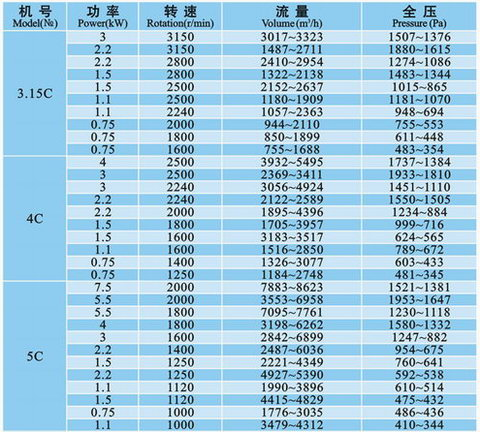 机 号 功 率 转 速 流 量 全 压
Model(№) Power(kW) Rotation(r/min) Volume (m³/h) Pressure (Pa)
3 3150 3017~3323 1507~1376
2.2 3150 1487~2711 1880~1615
2.2 2800 2410~2954 1274~1086
1.5 2800 1322~2138 1483~1344
3.15C 1.5 2500 2152~2637 1015~865
1.1 2500 1180~1909 1181~1070
1.1 2240 1057~2363 948~694
0.75 2000 944~2110 755~553
0.75 1800 850~1899 611~448
0.75 1600 755~1688 483~354
4 2500 3932~5495 1737~1384
3 2500 2369~3411 1933~1810
3 2240 3056~4924 1451~1110
2.2 2240 2122~2589 1550~1505
4C 2.2 2000 1895~4396 1234~884
1.5 1800 1705~3957 999~716
1.5 1600 3183~3517 624~565
1.1 1600 1516~2850 789~672
0.75 1400 1326~3077 603~433
0.75 1250 1184~2748 481~345
7.5 2000 7883~8623 1521~1381
5.5 2000 3553~6958 1953~1647
5.5 1800 7095~7761 1230~1118
4 1800 3198~6262 1580~1332
3 1600 2842~6899 1247~882
5C 2.2 1400 2487~6036 954~675
1.5 1250 2221~4349 760~641
2.2 1250 4927~5390 592~538
1.1 1120 1990~3896 610~514
1.5 1120 4415~4829 475~432
0.75 1000 1776~3035 486~436
1.1 1000 3479~4312 410~344